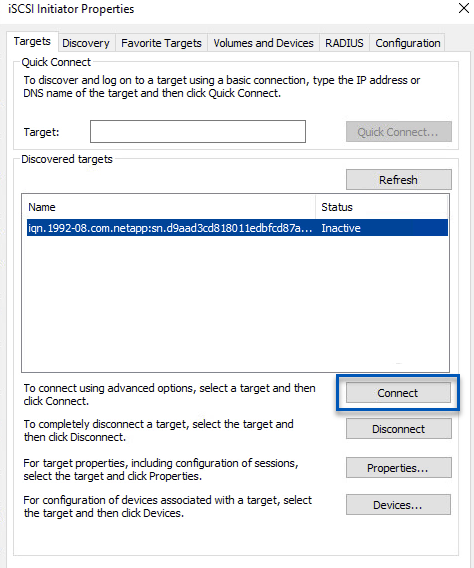 iSCSI Initiator Properties
Targets Discovery Favorite Targets Volumes and Devices RADIUS Configuration
Quick Connect
To discover and log on to a target using a basic connection, type the IP address or
DNS name of the target and then click Quick Connect.
Target: Quick Connect...
Discovered targets
Refresh
Name Status
iqn.1992-08.com.netapp:sn.d9aad3cd818011edbfcd87a... Inactive
To connect using advanced options, select a target and then
click Connect.
Connect
To completely disconnect a target, select the target and
then click Disconnect.
Disconnect
For target properties, including configuration of sessions,
select the target and click Properties.
Properties...
For configuration of devices associated with a target, select
the target and then click Devices.
Devices...